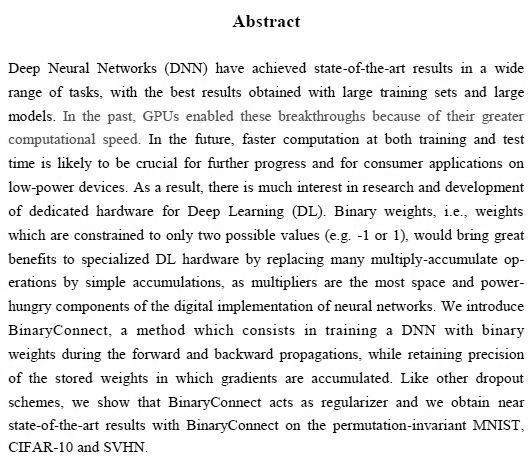 Abstract
Deep Neural Networks (DNN) have achieved state-of-the-art results in a wide
range of tasks, with the best results obtained with large training sets and large
models. In the past, GPUs enabled these breakthroughs because of their greater
computational speed. In the future, faster computation at both training and test
time is likely to be crucial for further progress and for consumer applications on
low-power devices. As a result, there is much interest in research and development
of dedicated hardware for Deep Learning (DL). Binary weights, i.e., weights
which are constrained to only two possible values (e.g. -1 or 1), would bring great
benefits to specialized DL hardware by replacing many multiply-accumulate op-
erations by simple accumulations, as multipliers are the most space and power-
hungry components of the digital implementation of neural networks. We introduce
BinaryConnect, a method which consists in training a DNN with binary
weights during the forward and backward propagations, while retaining precision
of the stored weights in which gradients are accumulated. Like other dropout
schemes, we show that BinaryConnect acts as regularizer and we obtain near
state-of-the-art results with BinaryConnect on the permutation-invariant MNIST,
CIFAR-10 and SVHN.